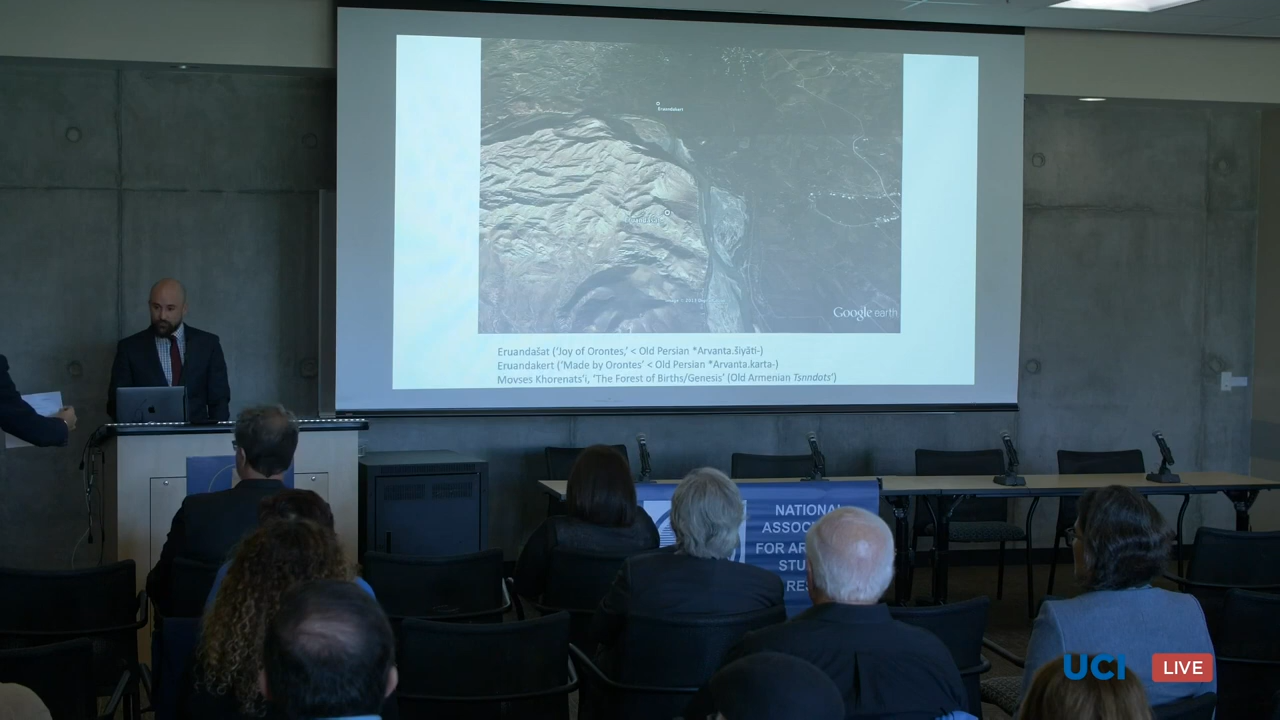 Eruandakert
Google earth
Eruandašat ('Joy of Orontes,' < Old Persian *Arvanta.šiyāti-)
Eruandakert ('Made by Orontes' < Old Persian *Arvanta.karta-)
Movses Khorenats'i, 'The Forest of Births/Genesis' (Old Armenian Tsnndots')
NATIONAL
ASSOC
FOR AR
STU
RES
UCI LIVE